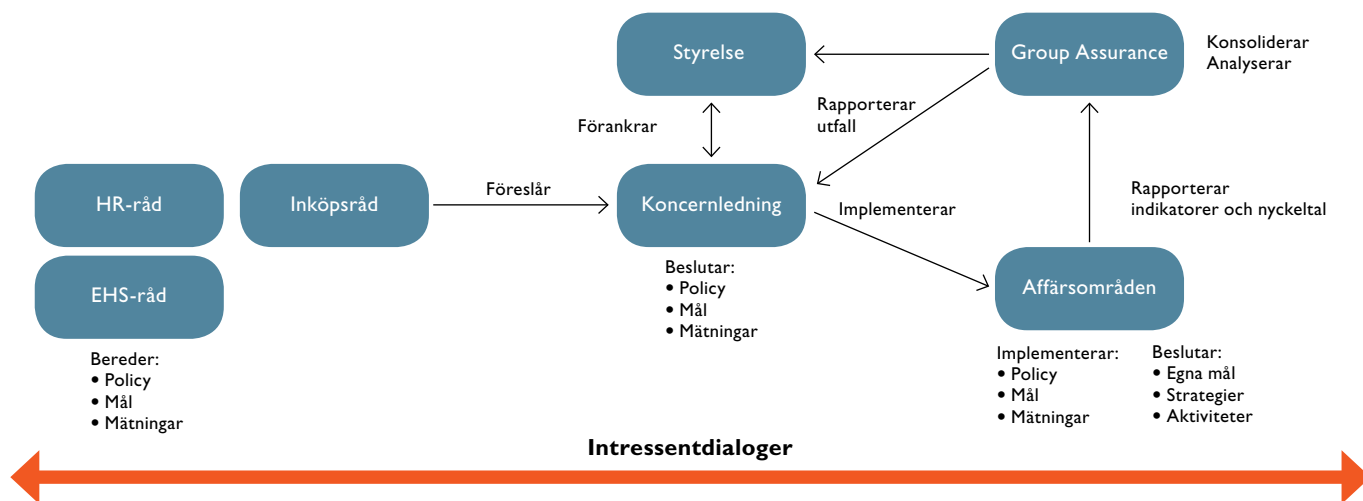 Styrelse
Group Assurance
Konsoliderar
Analyserar
Förankrar
Rapporterar
utfall
HR-råd
Inköpsråd
Föreslår
Koncernledning
Implementerar
Rapporterar
indikatorer och nyckeltal
EHS-råd
Beslutar:
• Policy
• Mål
• Mätningar
Affärsområden
Bereder:
• Policy
• Mål
• Mätningar
Implementerar:
• Policy
• Mål
• Mätningar
Beslutar:
• Egna mål
• Strategier
• Aktiviteter
Intressentdialoger